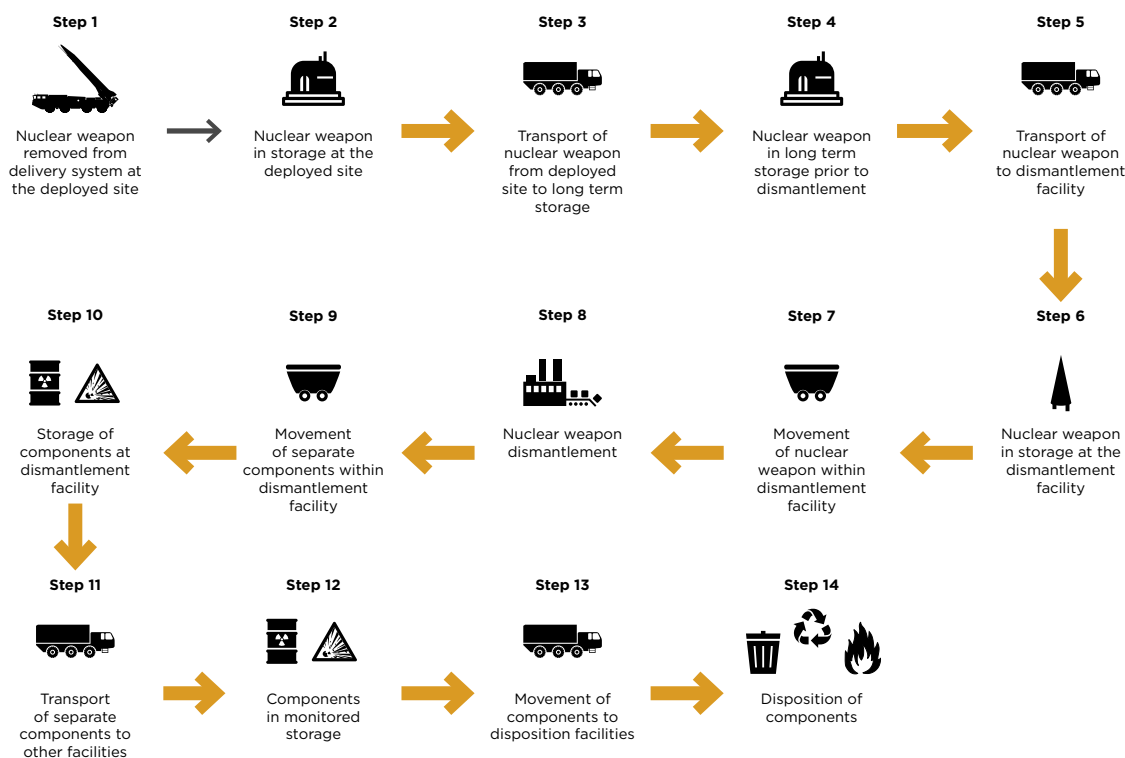 Step 1
Nuclear weapon
removed from
delivery system at
the deployed site
Step 2
Nuclear weapon
in storage at the
deployed site
Step 3
Transport of
nuclear weapon
from deployed
site to long term
storage
Step 4
Nuclear weapon
in long term
storage prior to
dismantlement
Step 5
Transport of
nuclear weapon
to dismantlement
facility
Step 6
Nuclear weapon
in storage at the
dismantlement
facility
Step 7
Movement
of nuclear
weapon within
dismantlement
facility
Step 8
Nuclear weapon
dismantlement
Step 9
Movement
of separate
components within
dismantlement
facility
Step 10
Storage of
components at
dismantlement
facility
Step 11
Transport
of separate
components to
other facilities
Step 12
Components
in monitored
storage
Step 13
Movement of
components to
disposition facilities
Step 14
Disposition of
components